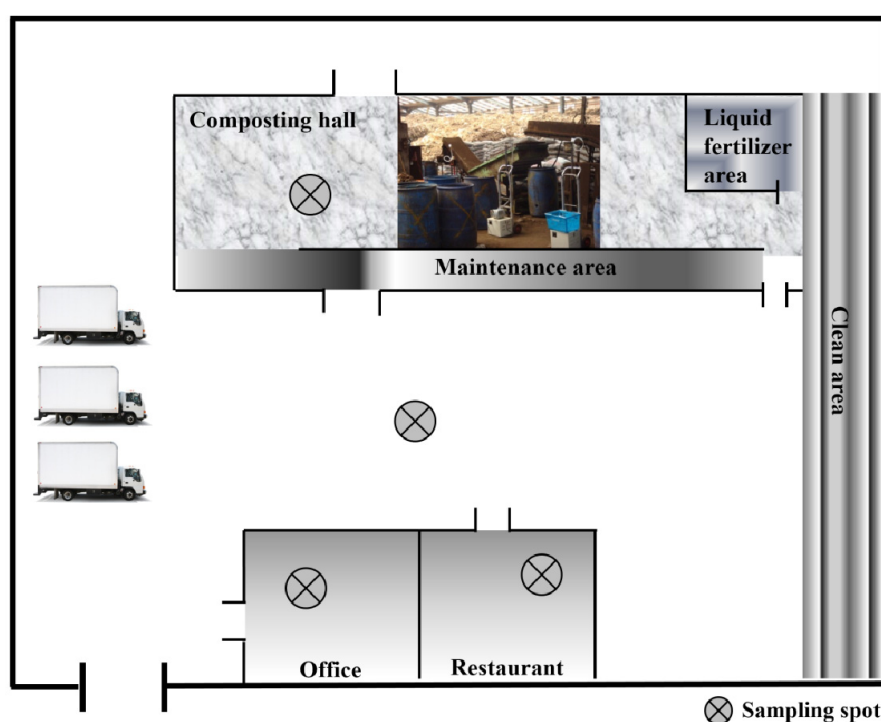 Composting hall
Liquid
fertilizer
area
Maintenance area
Clean area
Office
Restaurant
Sampling spot